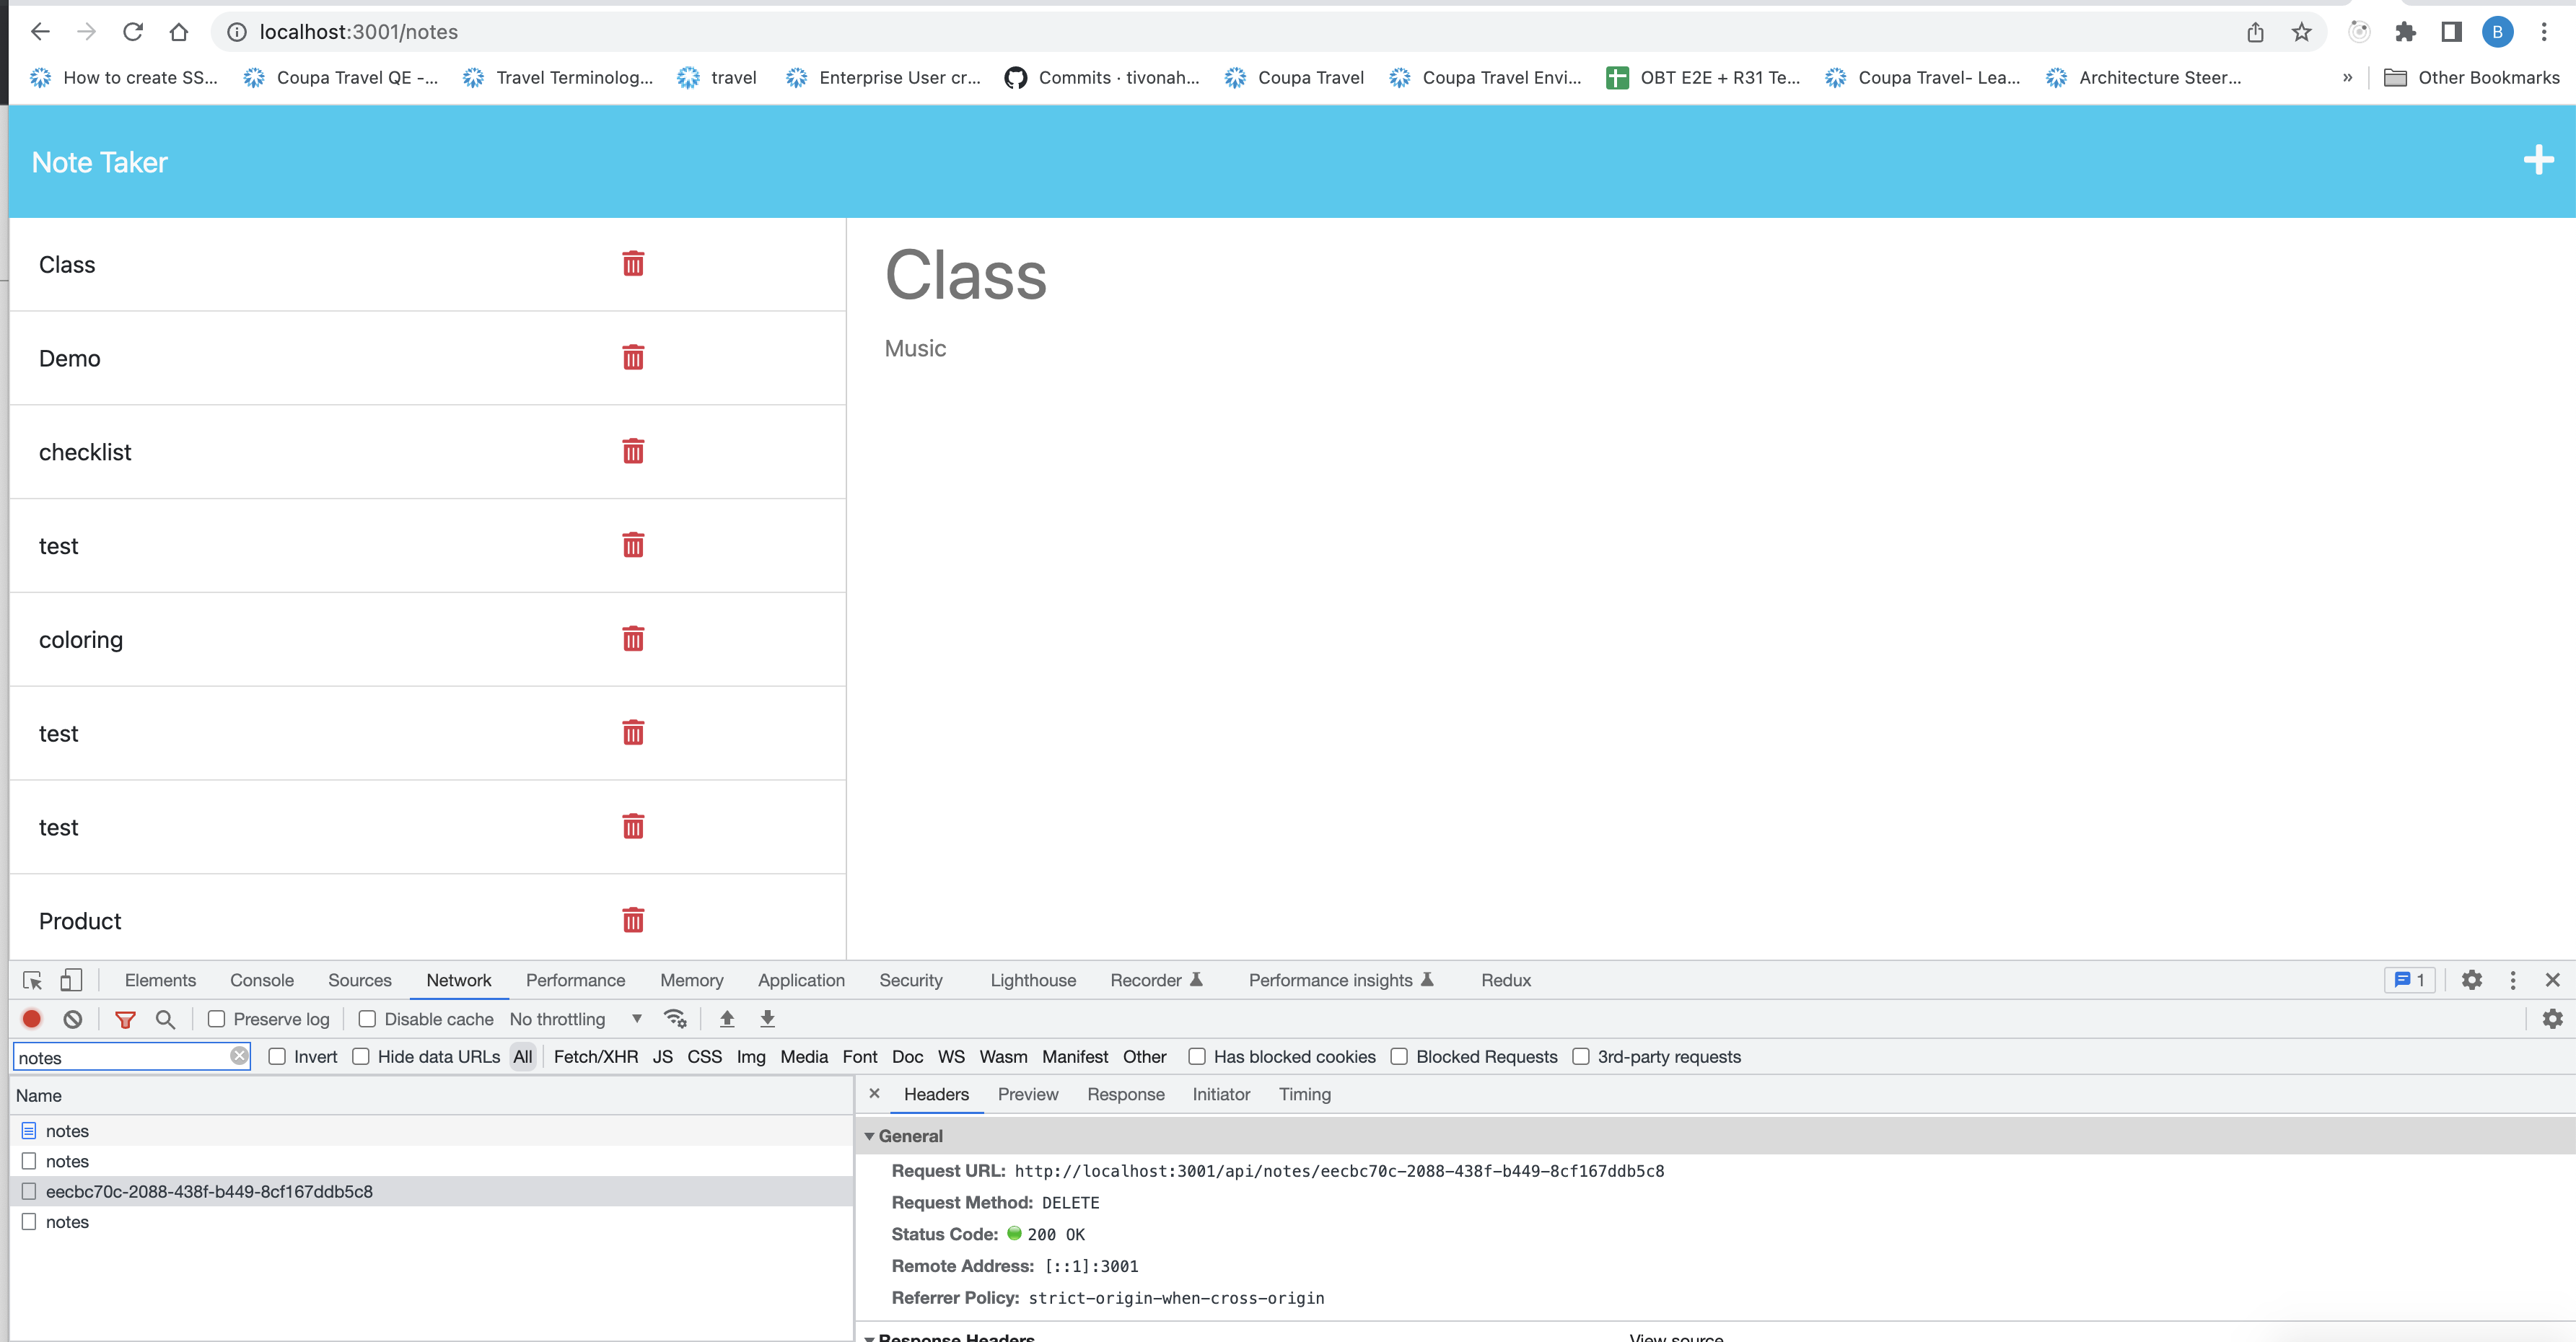 localhost:3001/notes
B
How to create SS... Coupa Travel QE -... Travel Terminolog... travel Enterprise User cr... Commits · tivonah... Coupa Travel Coupa Travel Envi... OBT E2E + R31 Te... Coupa Travel- Lea... Architecture Steer... » Other Bookmarks
Note Taker
Class
Demo
checklist
test
coloring
test
test
Product
Class
Music
Elements Console Sources Network Performance Memory Application Security Lighthouse Recorder Performance insights Redux 1
Preserve log Disable cache No throttling
notes Invert Hide data URLs All Fetch/XHR JS CSS Img Media Font Doc WS Wasm Manifest Other Has blocked cookies Blocked Requests 3rd-party requests
Name
notes
notes
eecbc70c-2088-438f-b449-8cf167ddb5c8
notes
Headers Preview Response Initiator Timing
General
Request URL: http://localhost:3001/api/notes/eecbc70c-2088-438f-b449-8cf167ddb5c8
Request Method: DELETE
Status Code: 200 OK
Remote Address: [::1]:3001
Referrer Policy: strict-origin-when-cross-origin
Response Headers View source